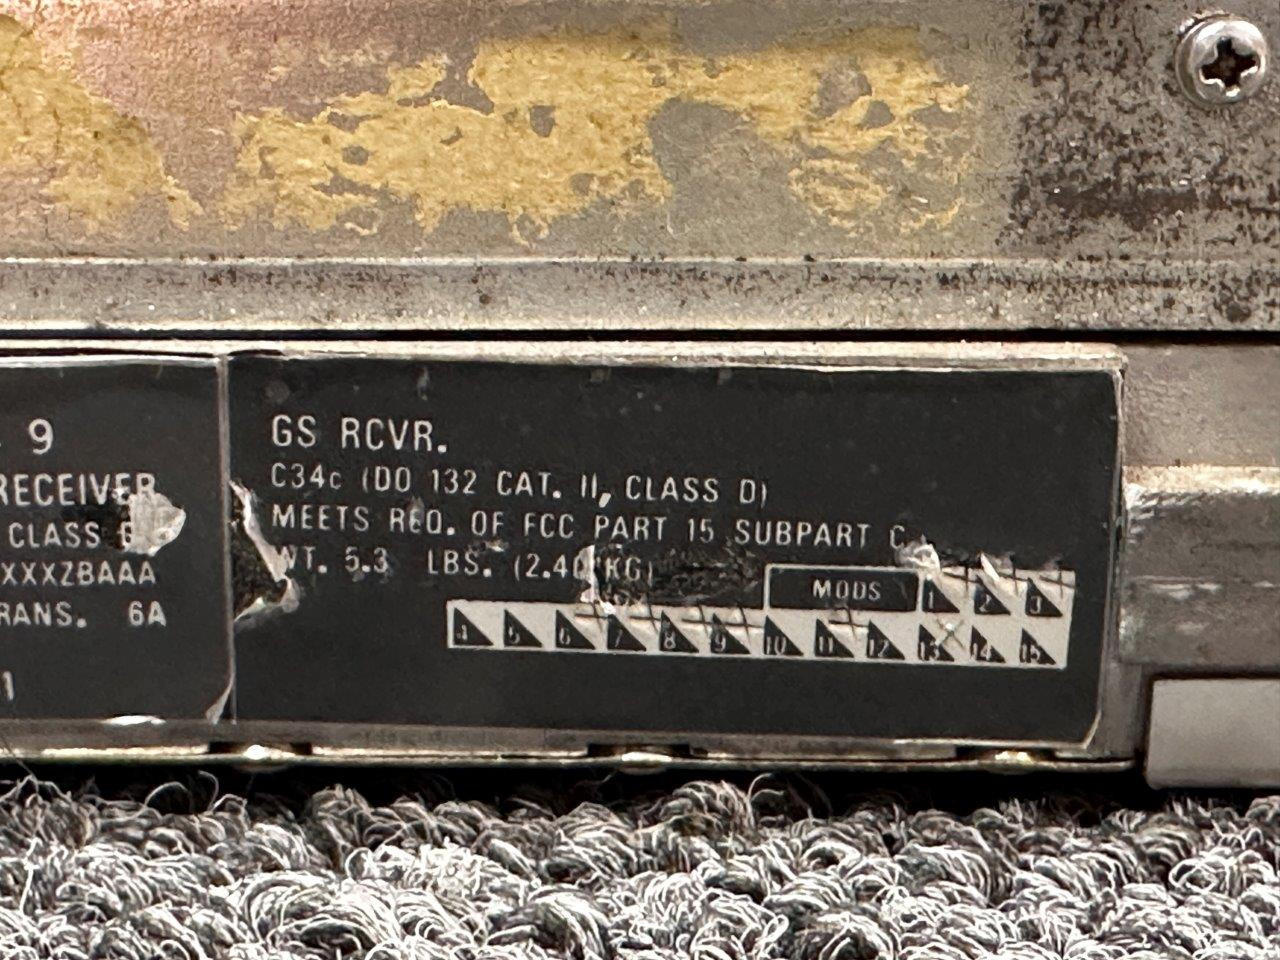 9
RECEIVER
CLASS
XXXZBAAA
RANS. 6A
1
GS RCVR.
C34c (DO 132 CAT. II, CLASS D)
MEETS REQ. OF FCC PART 15 SUBPART C
WT. 5.3 LBS. (2.40 KG)
MODS 1 2 3
4 5 6 7 8 9 10 11 12 13 14 15